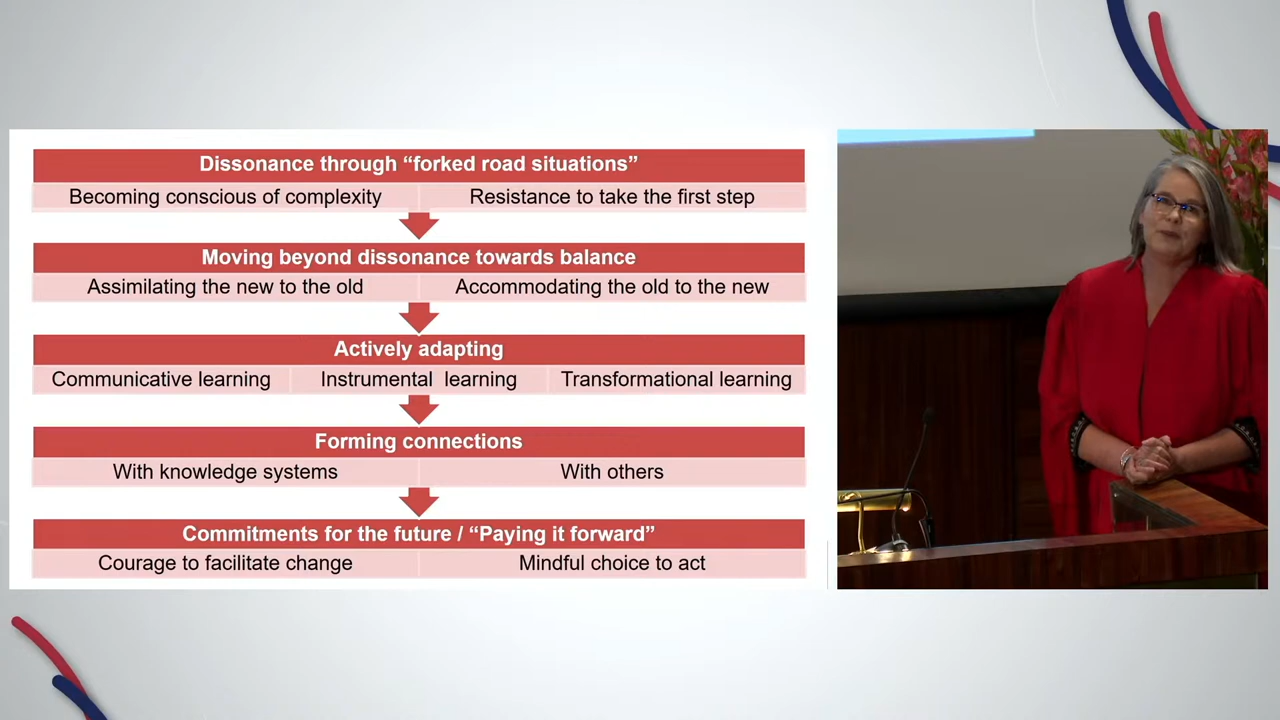 Dissonance through “forked road situations”
Becoming conscious of complexity
Resistance to take the first step
Moving beyond dissonance towards balance
Assimilating the new to the old
Accommodating the old to the new
Actively adapting
Communicative learning
Instrumental learning
Transformational learning
Forming connections
With knowledge systems
With others
Commitments for the future / “Paying it forward”
Courage to facilitate change
Mindful choice to act